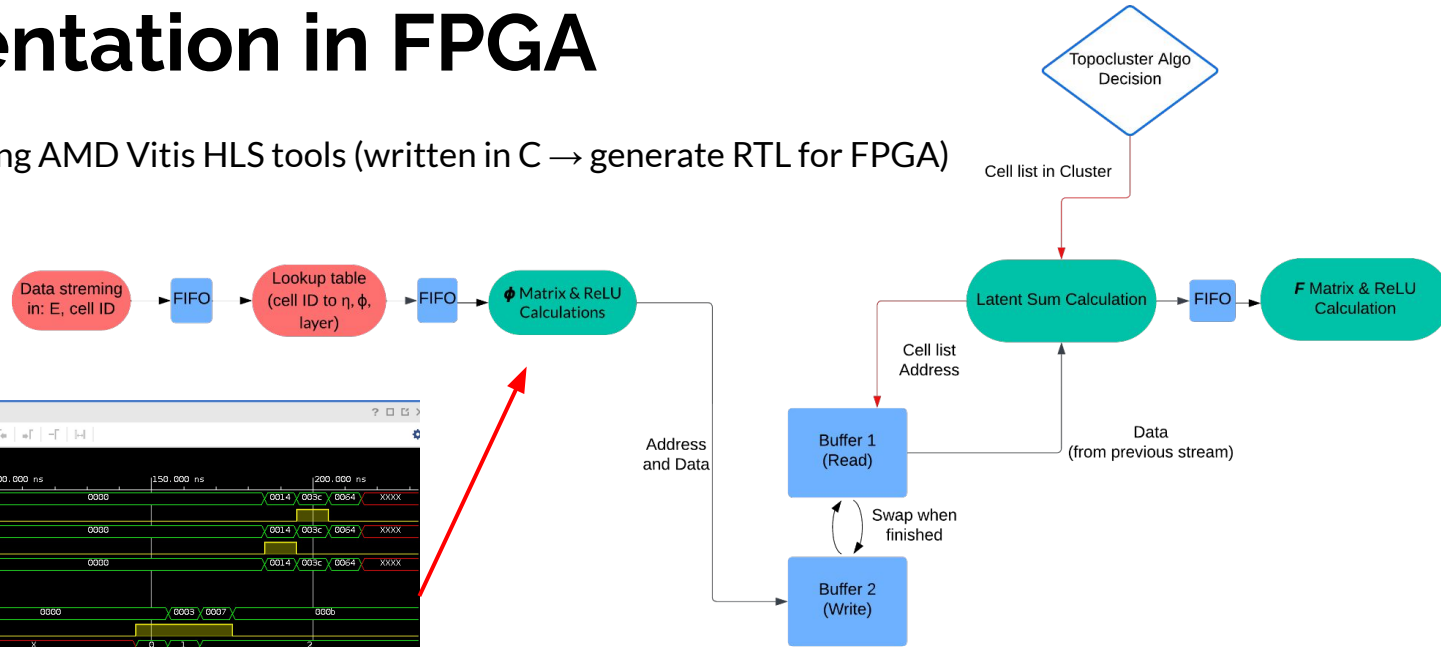 entation in FPGA
ng AMD Vitis HLS tools (written in C → generate RTL for FPGA)
Topocluster Algo
Decision
Cell list in Cluster
Data streming
in: E, cell ID
FIFO
Lookup table
(cell ID to η, ϕ,
layer)
FIFO
ϕ Matrix & ReLU
Calculations
Latent Sum Calculation
FIFO
F Matrix & ReLU
Calculation
Cell list
Address
Address
and Data
Buffer 1
(Read)
Data
(from previous stream)
Swap when
finished
Buffer 2
(Write)
00.000 ns
150.000 ns
200.000 ns
0000 0014 003c 0064 XXXX
0000 0014 003c 0064 XXXX
0000 0014 003c 0064 XXXX
0000 0003 0007 000b
X 0 1 2